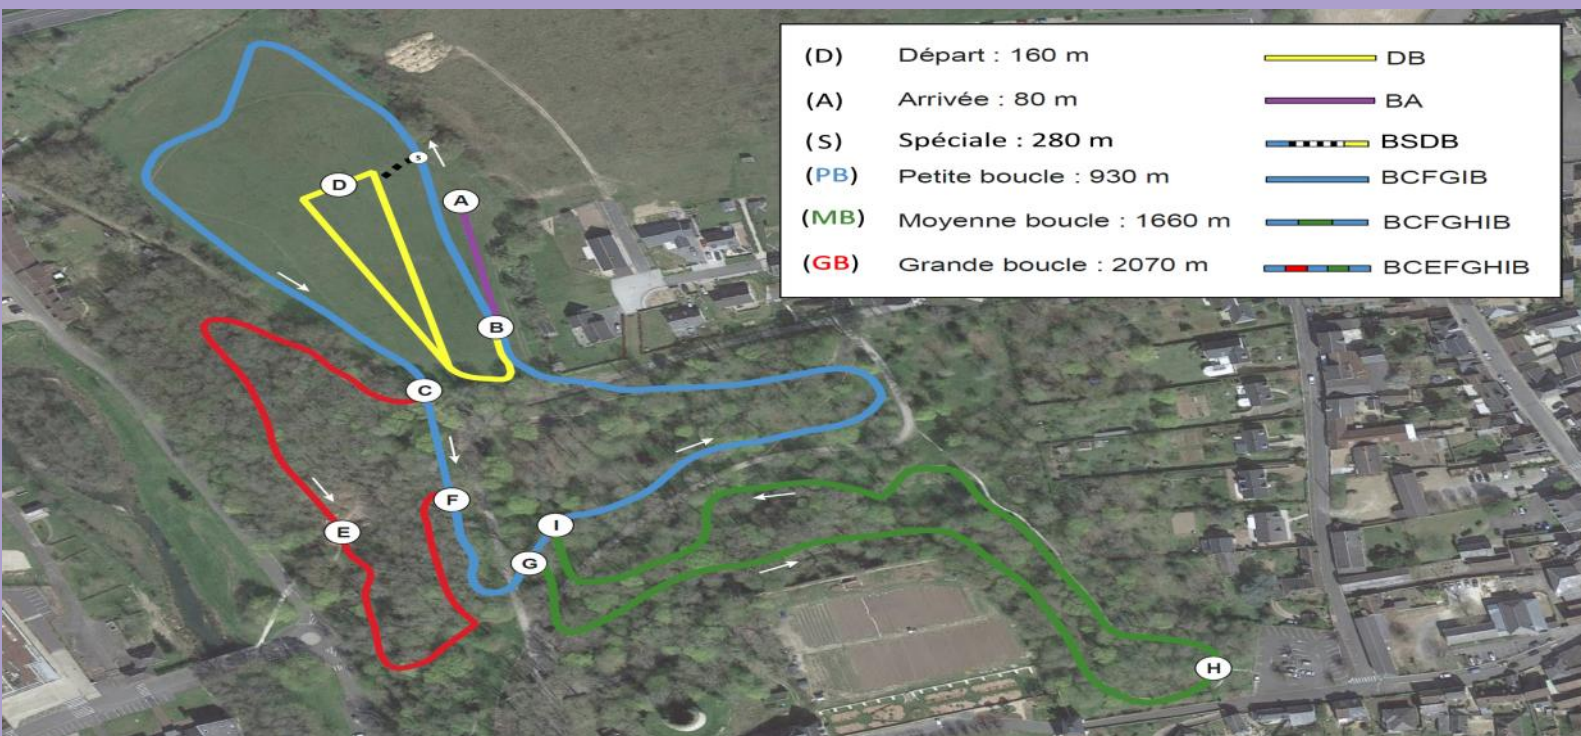 (D) Départ : 160 m DB
(A) Arrivée : 80 m BA
(S) Spéciale : 280 m BSDB
(PB) Petite boucle : 930 m BCFGIB
(MB) Moyenne boucle : 1660 m BCFGHIB
(GB) Grande boucle : 2070 m BCEFGHIB
S
D
A
B
C
F
E
I
G
H